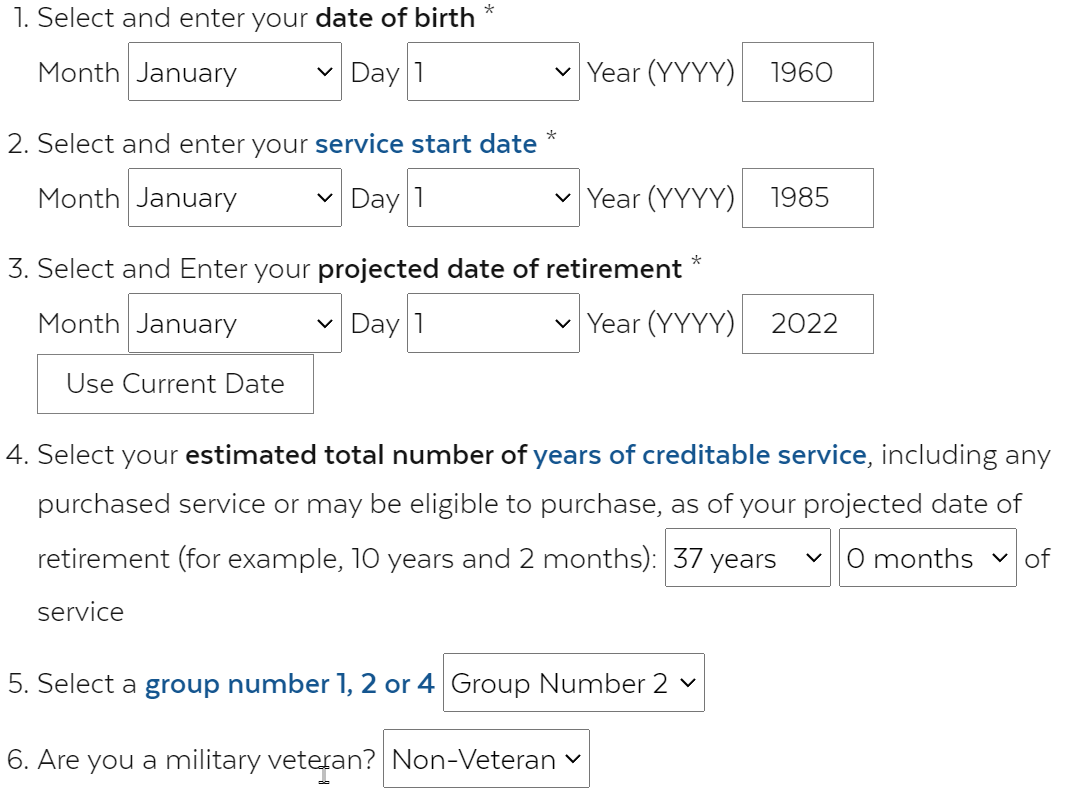 1. Select and enter your date of birth *
Month January Day 1 Year (YYYY) 1960
2. Select and enter your service start date *
Month January Day 1 Year (YYYY) 1985
3. Select and Enter your projected date of retirement *
Month January Day 1 Year (YYYY) 2022
Use Current Date
4. Select your estimated total number of years of creditable service, including any
purchased service or may be eligible to purchase, as of your projected date of
retirement (for example, 10 years and 2 months): 37 years 0 months of
service
5. Select a group number 1, 2 or 4 Group Number 2
6. Are you a military veteran? Non-Veteran